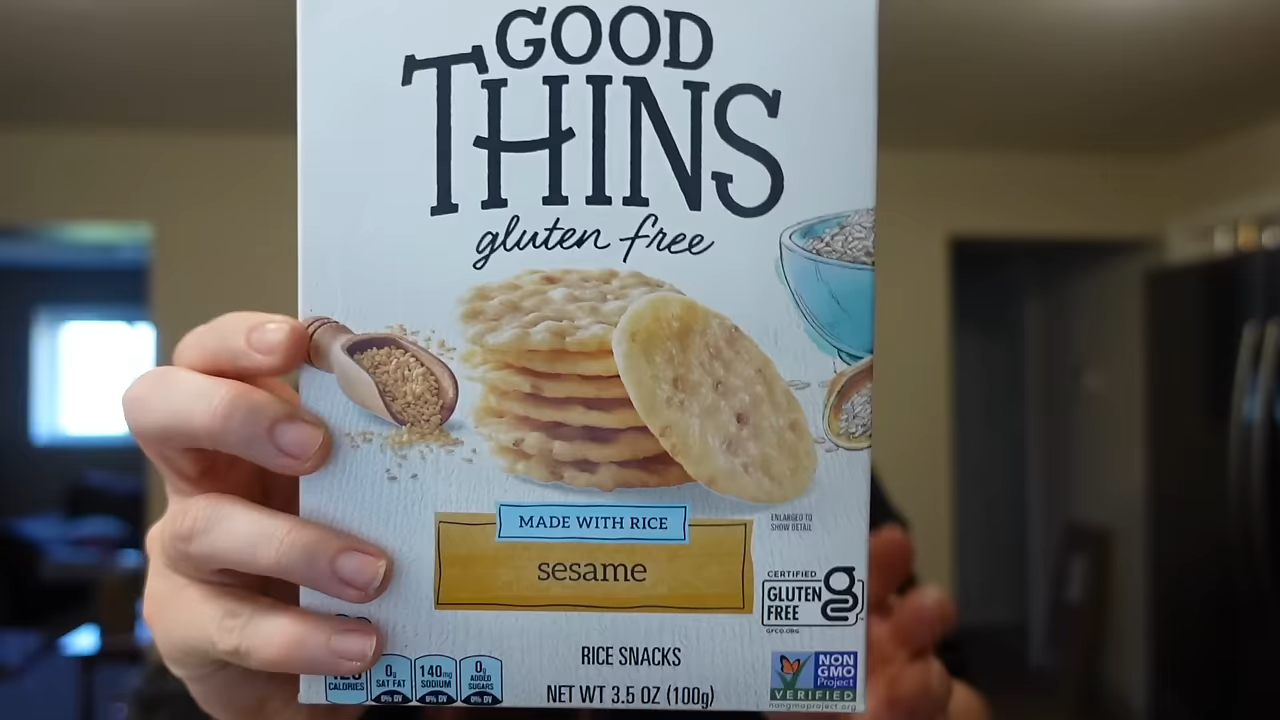 GOOD
THINS
gluten free
MADE WITH RICE
sesame
ENLARGED TO
SHOW DETAIL
CERTIFIED
GLUTEN
FREE
GFCO.ORG
RICE SNACKS
NET WT 3.5 OZ (100g)
CALORIES
0g
SAT FAT
0% DV
140mg
SODIUM
6% DV
0g
ADDED
SUGARS
0% DV
NON
GMO
Project
VERIFIED
nongmoproject.org